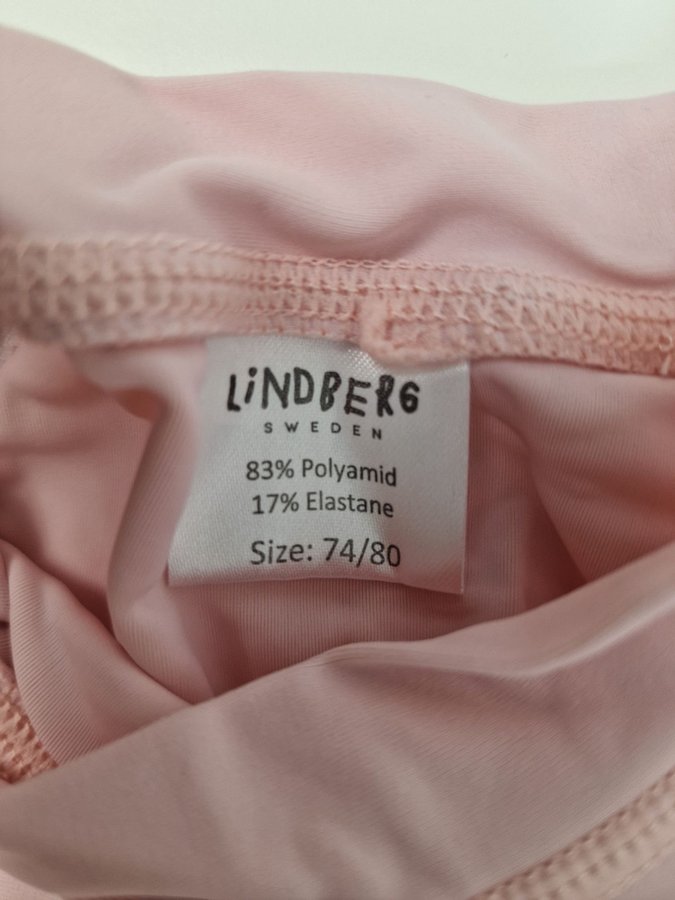 LiNDBERG
SWEDEN
83% Polyamid
17% Elastane
Size: 74/80